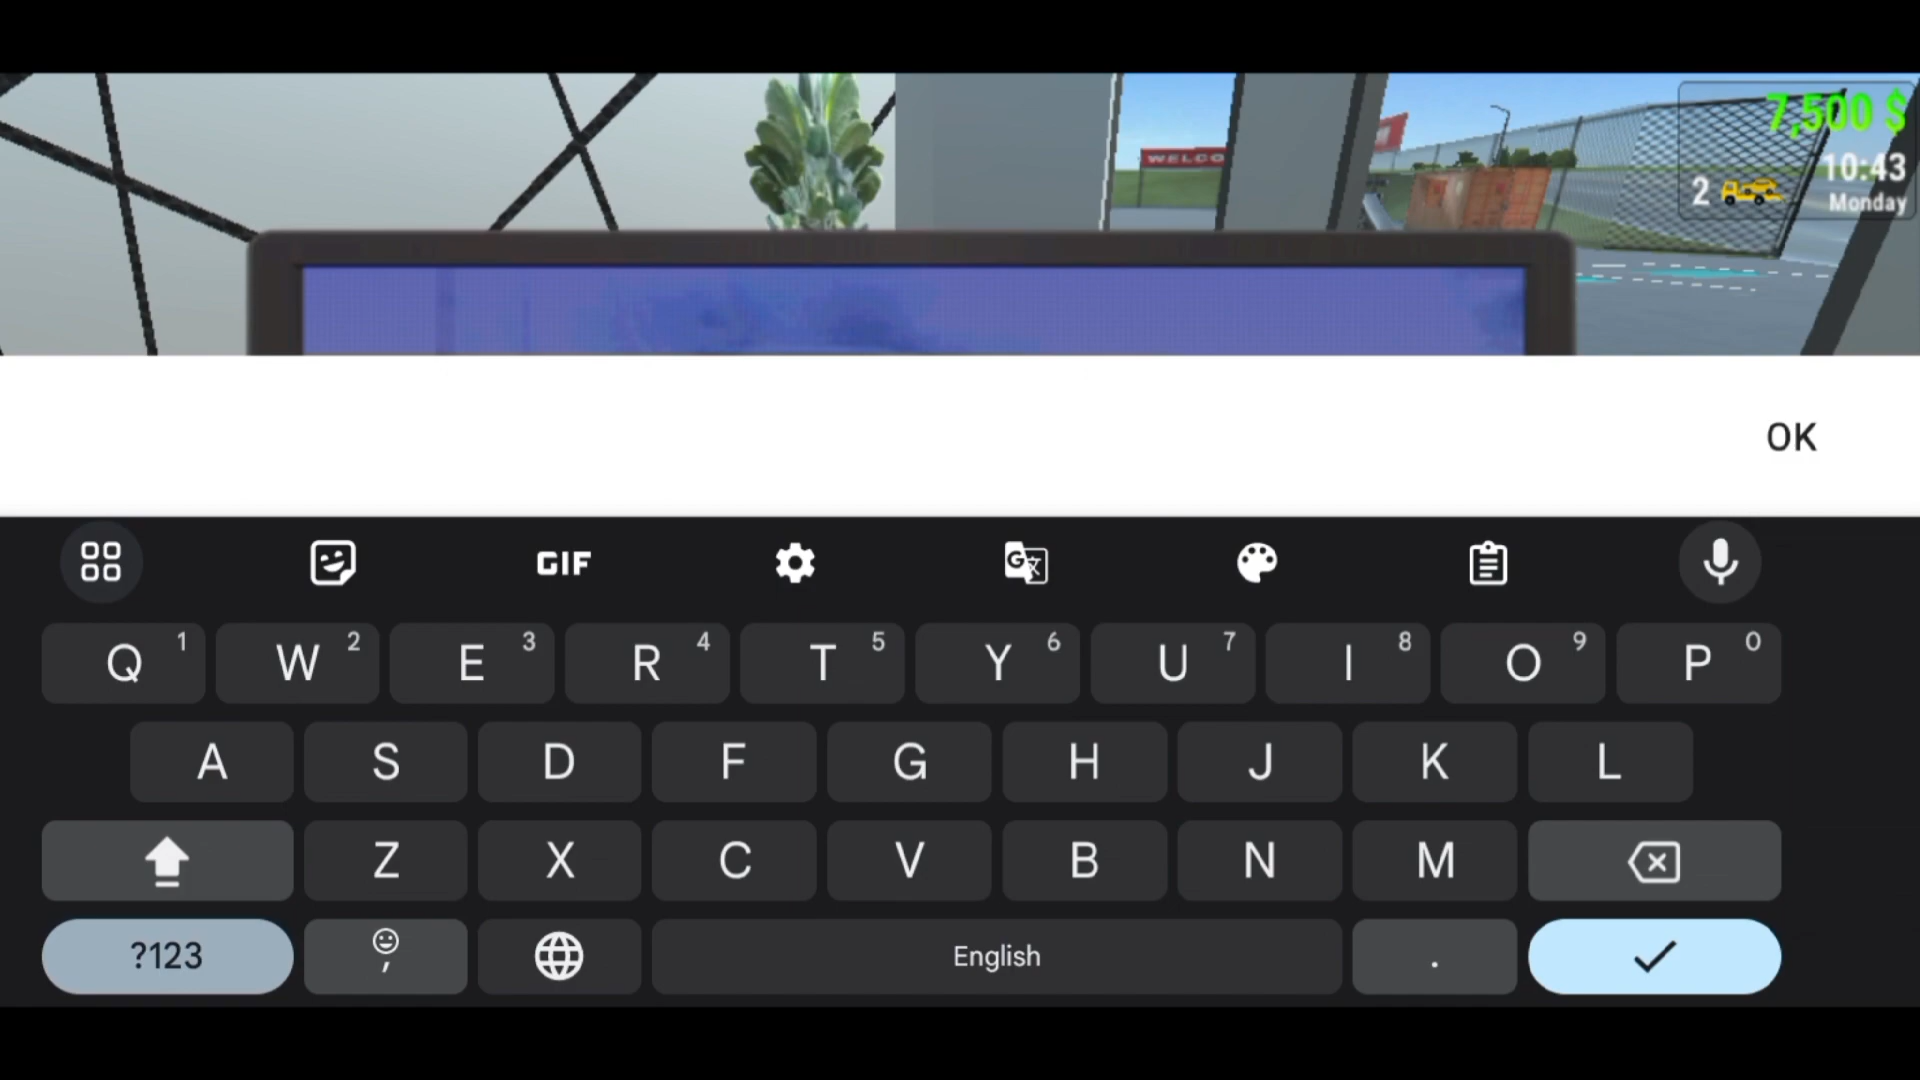 WELCO
7,500 $
10:43
2
Monday
OK
GIF
G
Q 1 W 2 E 3 R 4 T 5 Y 6 U 7 I 8 O 9 P 0
A S D F G H J K L
Z X C V B N M
?123 , English .